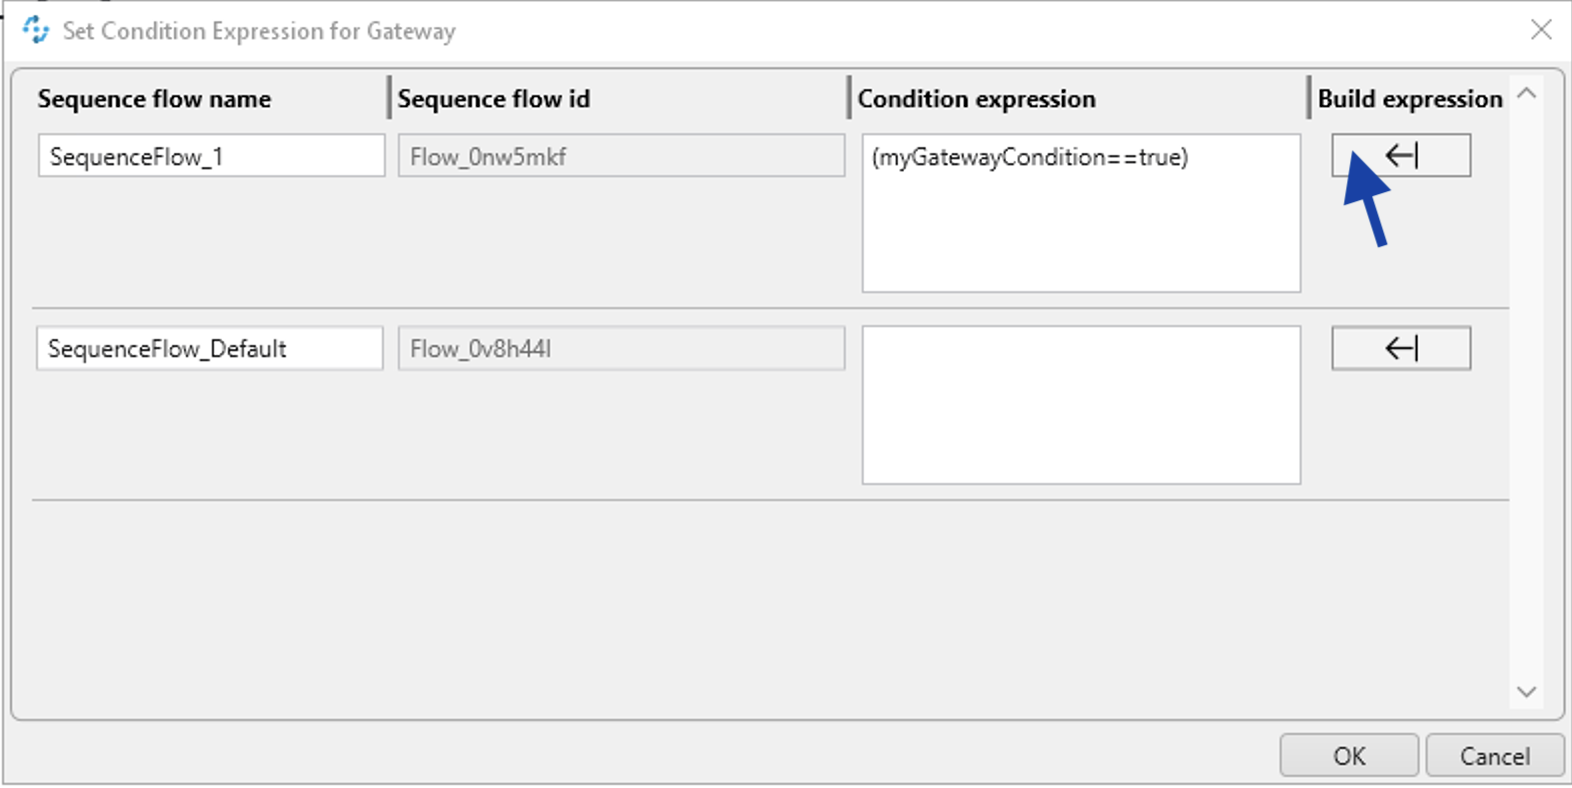 Set Condition Expression for Gateway
Sequence flow name Sequence flow id Condition expression Build expression
SequenceFlow_1 Flow_0nw5mkf (myGatewayCondition==true)
SequenceFlow_Default Flow_0v8h44l
OK Cancel